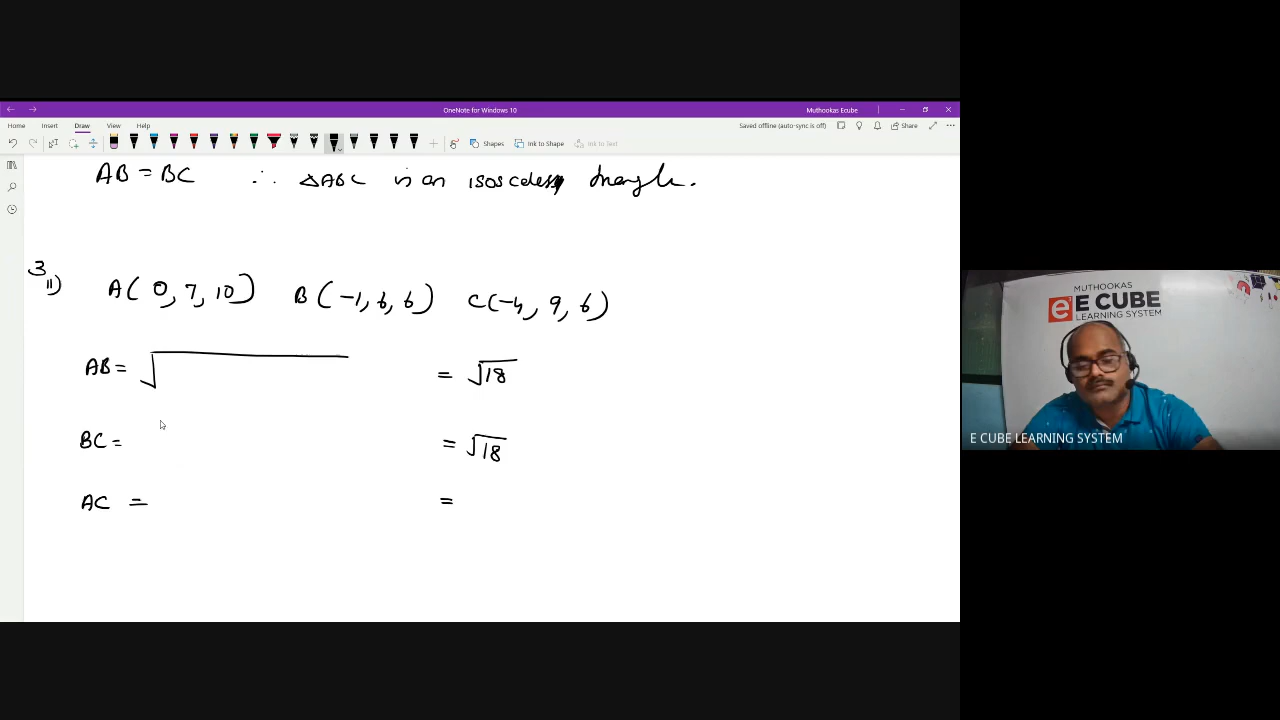 OneNote for Windows 10
Muthookas Ecube
Home Insert Draw View Help
Saved offline (auto-sync is off)
Share
Shapes Ink to Shape Ink to Text
AB = BC ∴ △ABC is an isosceless triangle.
3 ii) A( 0, 7, 10) B (-1, 6, 6) C(-4, 9, 6)
AB = √ = √18
BC = = √18
AC = =
MUTHOOKAS
e E CUBE
LEARNING SYSTEM
E CUBE LEARNING SYSTEM